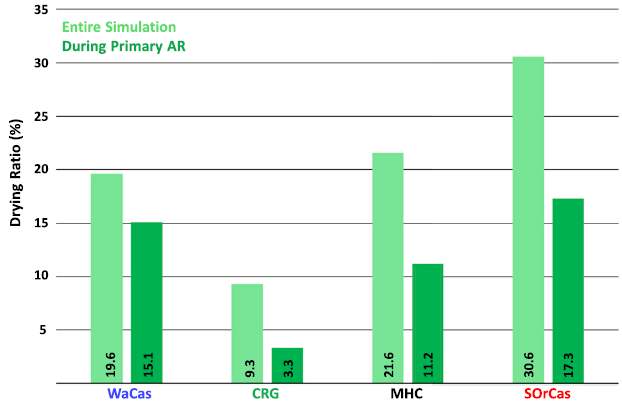 35
30
25
20
15
10
5
Drying Ratio (%)
Entire Simulation
During Primary AR
19.6
15.1
9.3
3.3
21.6
11.2
30.6
17.3
WaCas
CRG
MHC
SOrCas